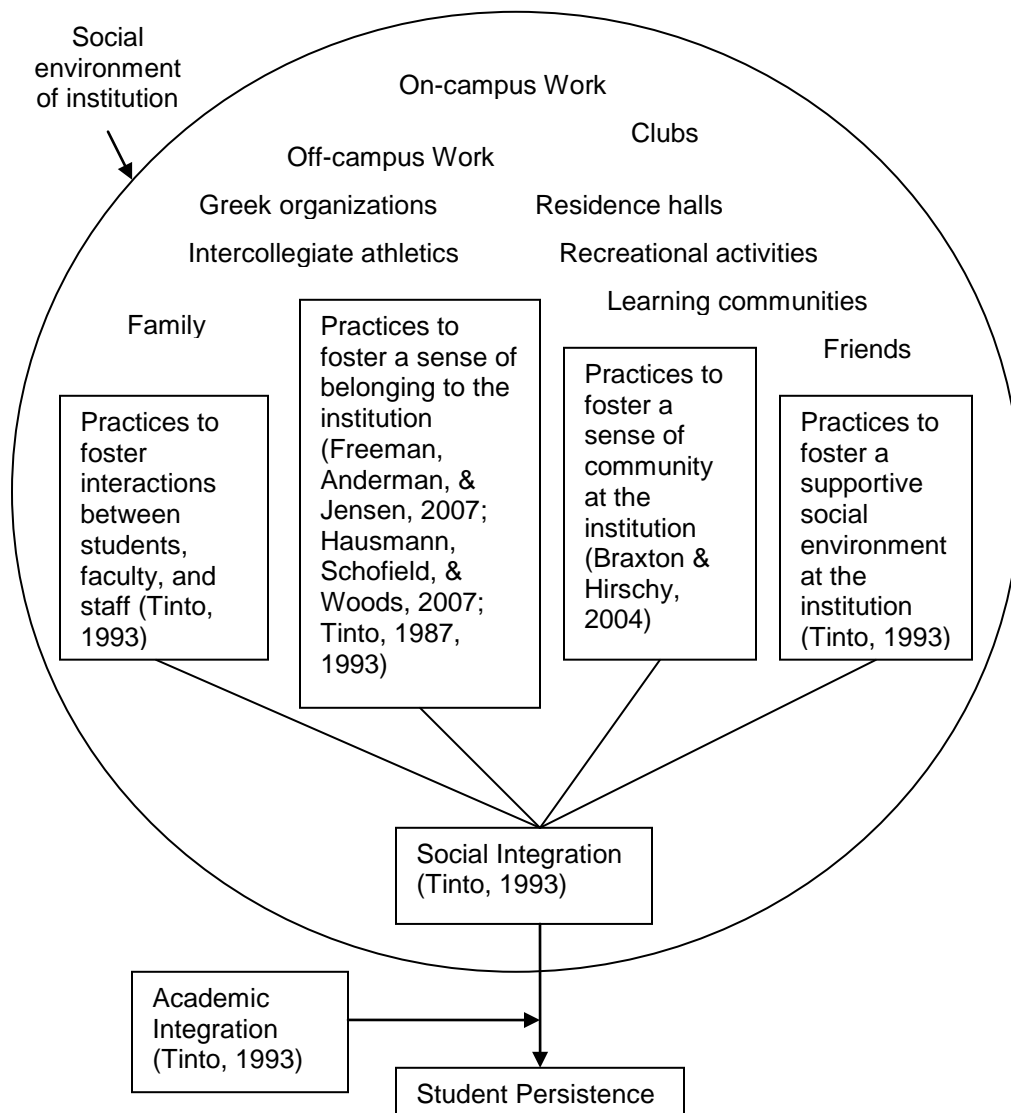 Social
environment
of institution
On-campus Work
Clubs
Off-campus Work
Greek organizations
Residence halls
Intercollegiate athletics
Recreational activities
Learning communities
Family
Friends
Practices to
foster
interactions
between
students,
faculty, and
staff (Tinto,
1993)
Practices to
foster a sense of
belonging to the
institution
(Freeman,
Anderman, &
Jensen, 2007;
Hausmann,
Schofield, &
Woods, 2007;
Tinto, 1987,
1993)
Practices to
foster a
sense of
community
at the
institution
(Braxton &
Hirschy,
2004)
Practices to
foster a
supportive
social
environment
at the
institution
(Tinto, 1993)
Social Integration
(Tinto, 1993)
Academic
Integration
(Tinto, 1993)
Student Persistence